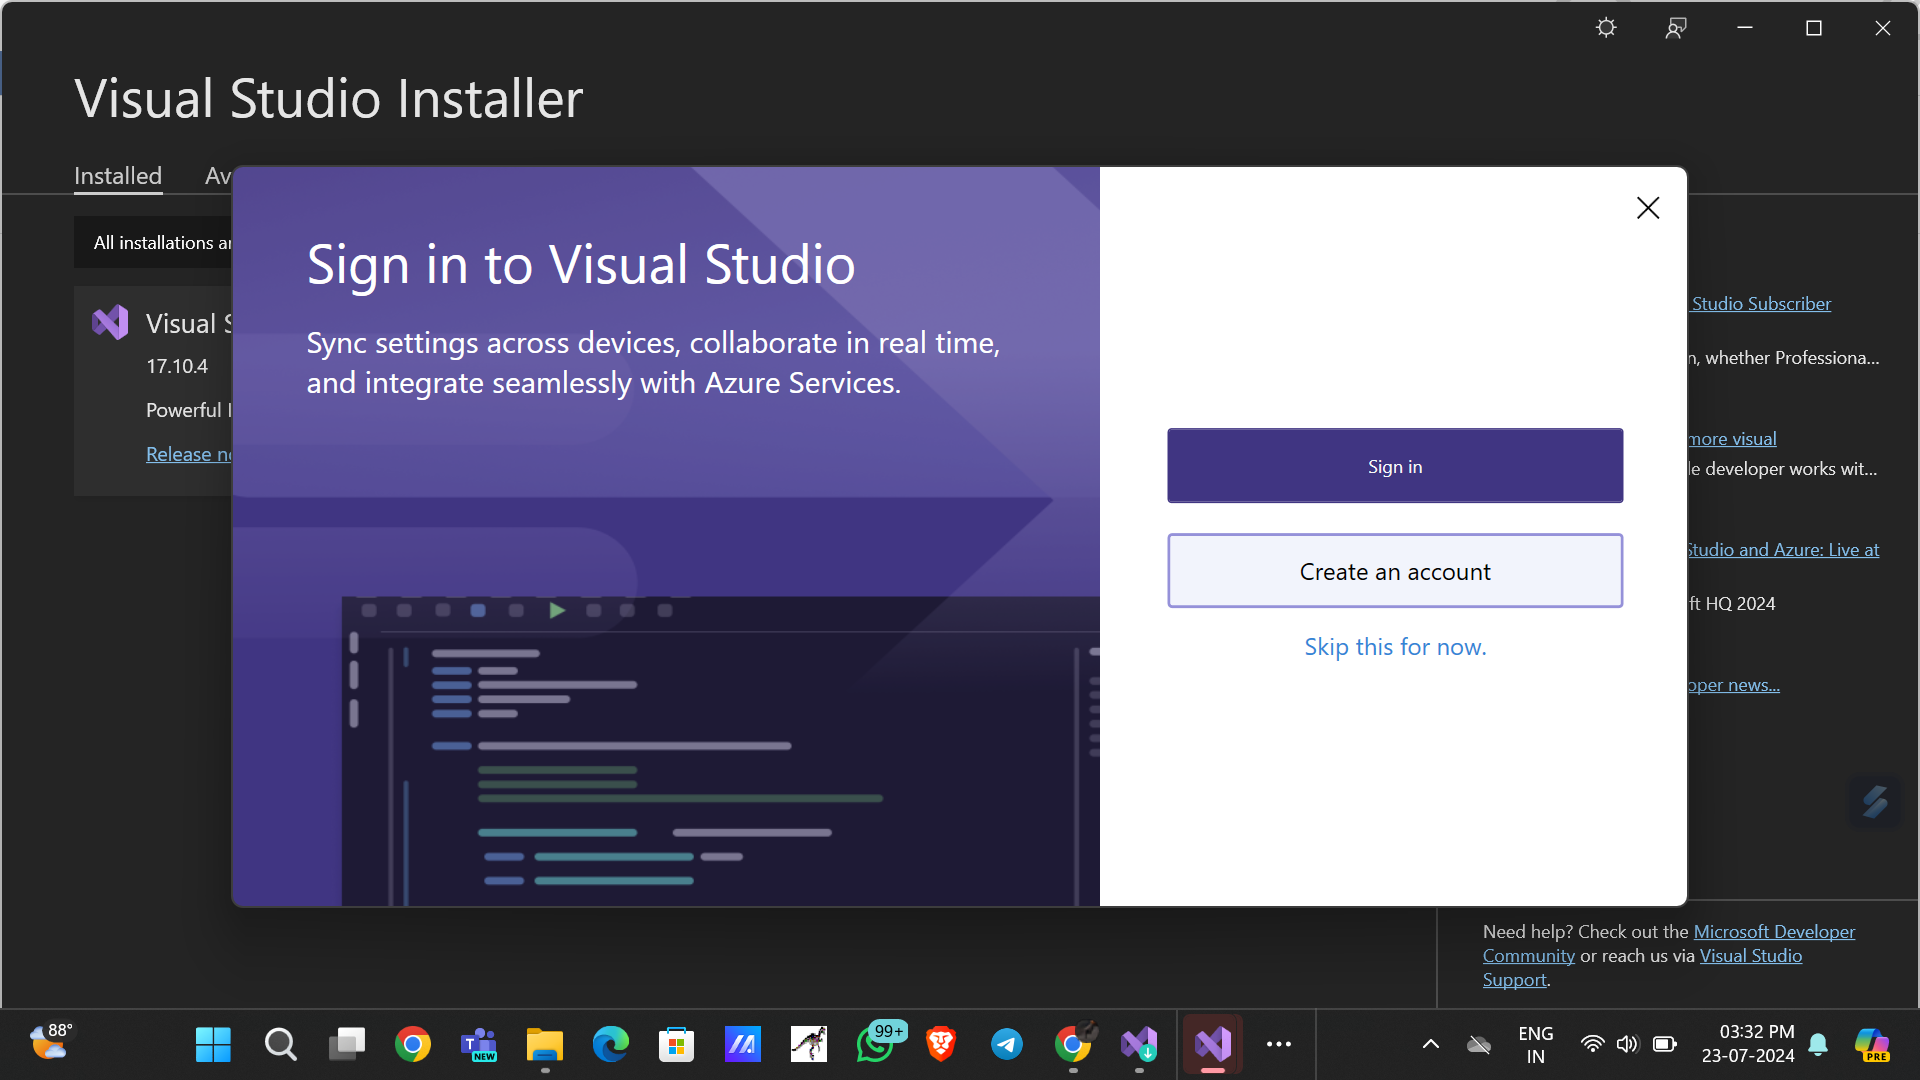 Visual Studio Installer
Installed Av
All installations ar
Visual S
17.10.4
Powerful I
Release no
Sign in to Visual Studio
Sync settings across devices, collaborate in real time,
and integrate seamlessly with Azure Services.
Sign in
Create an account
Skip this for now.
Studio Subscriber
n, whether Professiona...
more visual
le developer works wit...
Studio and Azure: Live at
ft HQ 2024
oper news...
Need help? Check out the Microsoft Developer
Community or reach us via Visual Studio
Support.
88°
T NEW
99+
ENG
IN
03:32 PM
23-07-2024
PRE